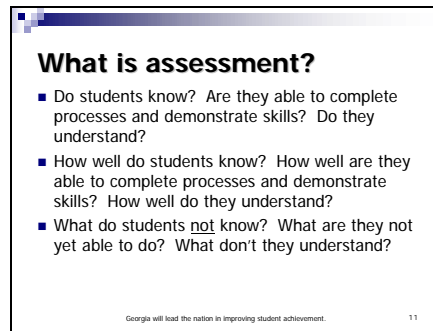 What is assessment?
Do students know?  Are they able to complete
processes and demonstrate skills?  Do they
understand?
How well do students know?  How well are they
able to complete processes and demonstrate
skills?  How well do they understand?
What do students not know?  What are they not
yet able to do?  What don't they understand?
Georgia will lead the nation in improving student achievement.
11